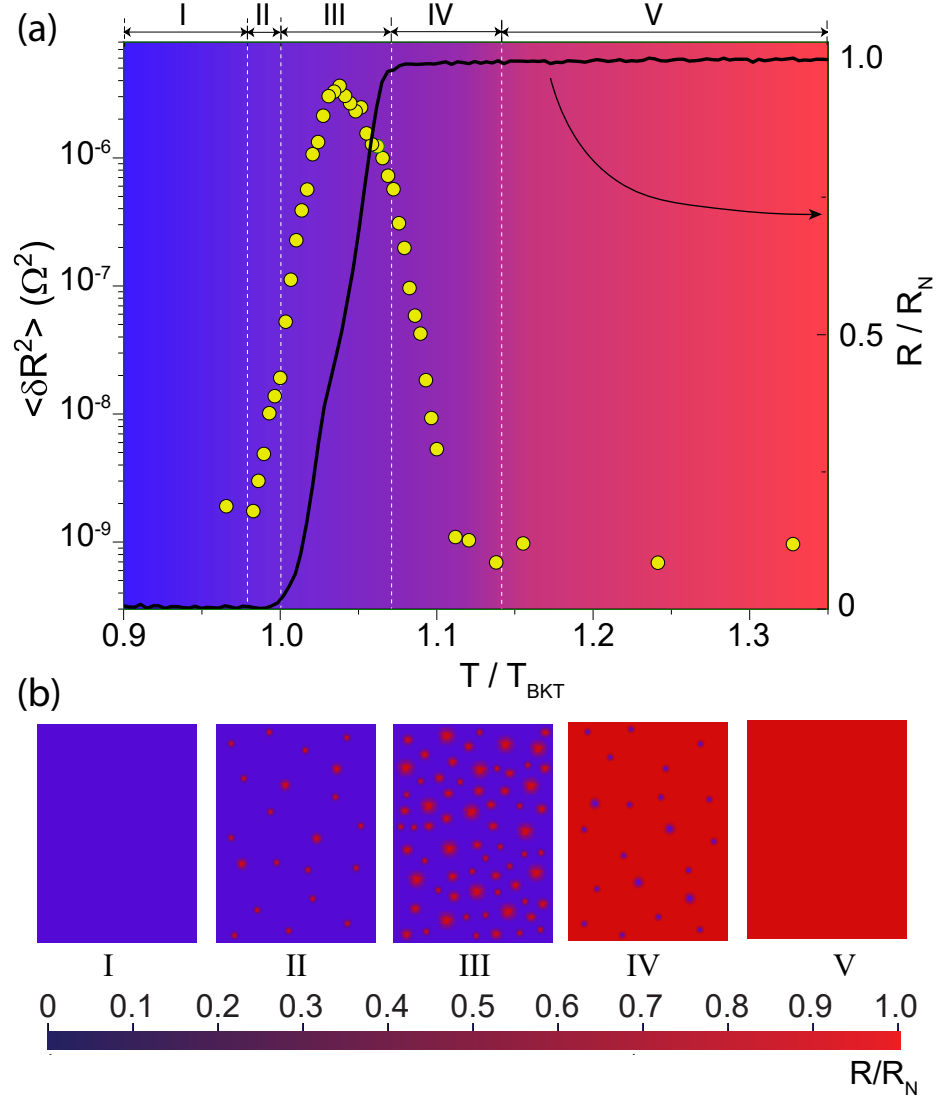 (a)
I II III IV V
10⁻⁶
10⁻⁷
10⁻⁸
10⁻⁹
<δR²> (Ω²)
1.0
0.5
0
R / R_N
0.9 1.0 1.1 1.2 1.3
T / T_BKT
(b)
I II III IV V
0 0.1 0.2 0.3 0.4 0.5 0.6 0.7 0.8 0.9 1.0
R/R_N